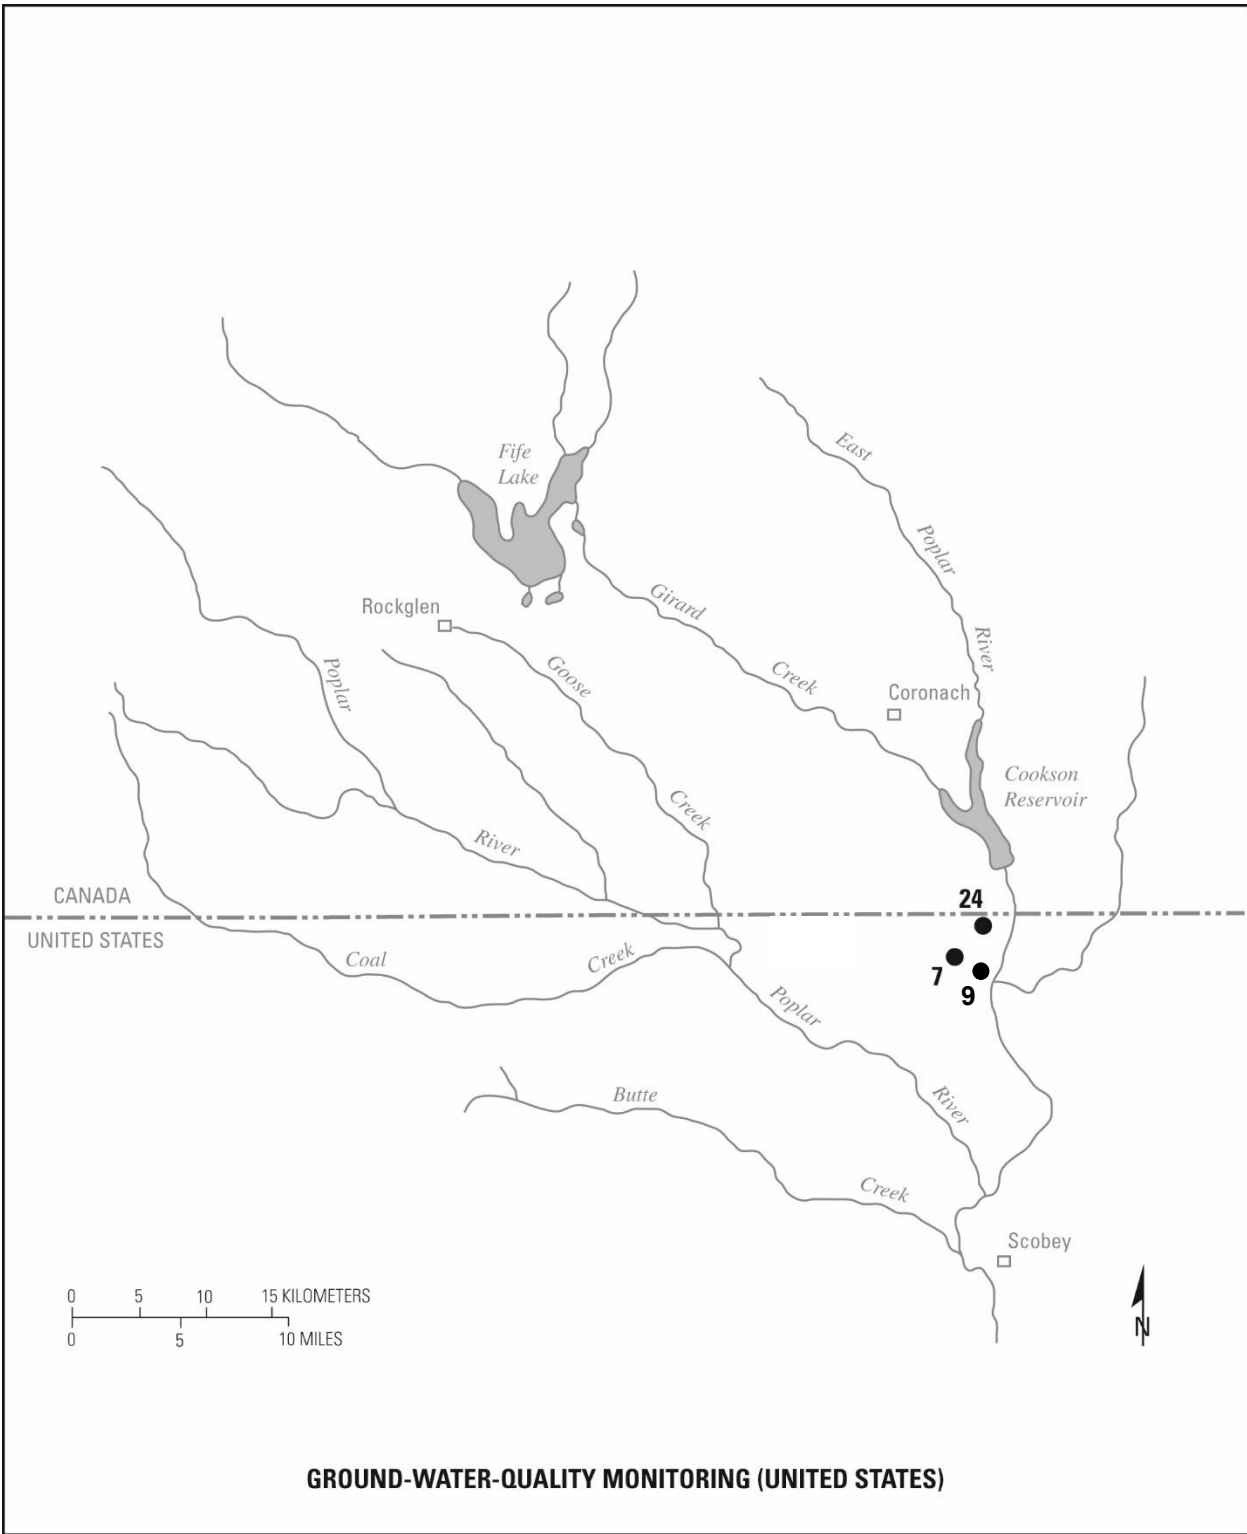 Fife
Lake
East
Poplar
River
Girard
Creek
Rockglen
Goose
Creek
Poplar
River
Coronach
Cookson
Reservoir
CANADA
UNITED STATES
24
7
9
Coal
Creek
Poplar
River
Butte
Creek
Scobey
0 5 10 15 KILOMETERS
0 5 10 MILES
N
GROUND-WATER-QUALITY MONITORING (UNITED STATES)